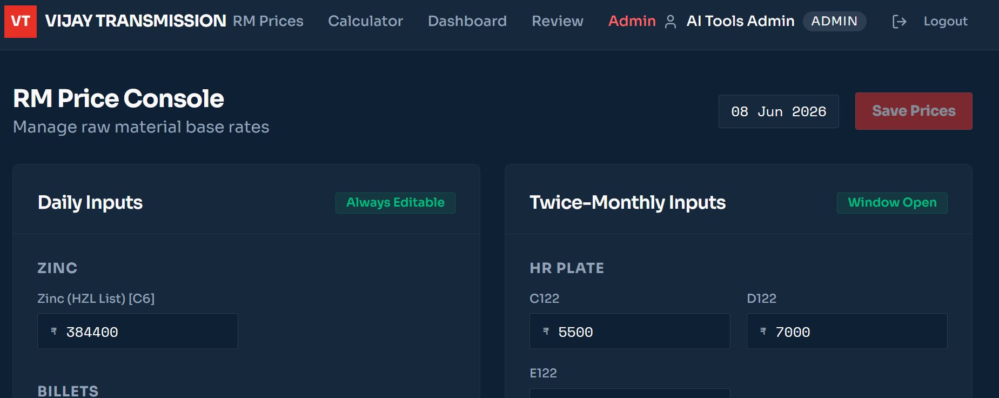 VT VIJAY TRANSMISSION RM Prices Calculator Dashboard Review Admin AI Tools Admin ADMIN Logout
RM Price Console
Manage raw material base rates
08 Jun 2026 Save Prices
Daily Inputs Always Editable
ZINC
Zinc (HZL List) [C6]
₹ 384400
BILLETS
Twice-Monthly Inputs Window Open
HR PLATE
C122 D122
₹ 5500 ₹ 7000
E122